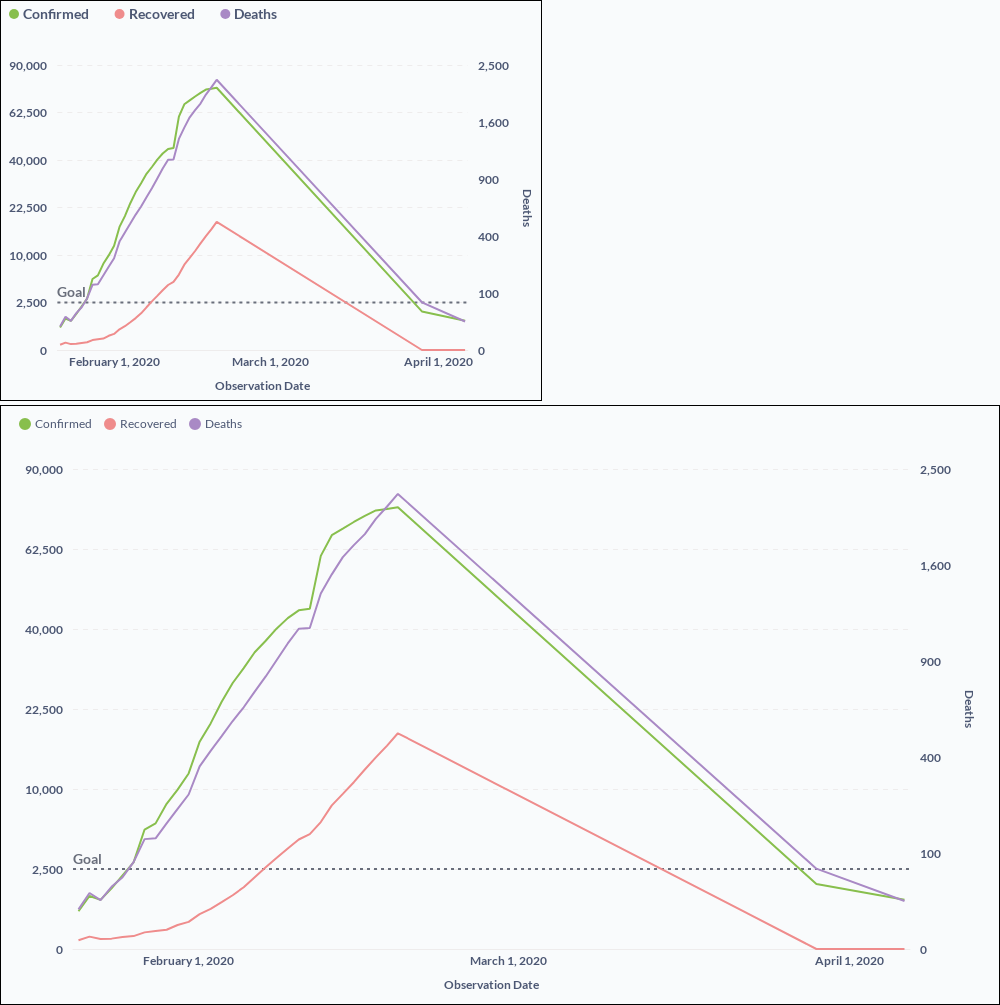 Confirmed Recovered Deaths
90,000 2,500
62,500
1,600
40,000
900
22,500
Deaths
400
10,000
Goal 100
2,500
0 0
February 1, 2020 March 1, 2020 April 1, 2020
Observation Date
Confirmed Recovered Deaths
90,000 2,500
62,500
1,600
40,000
900
22,500
Deaths
400
10,000
Goal 100
2,500
0 0
February 1, 2020 March 1, 2020 April 1, 2020
Observation Date